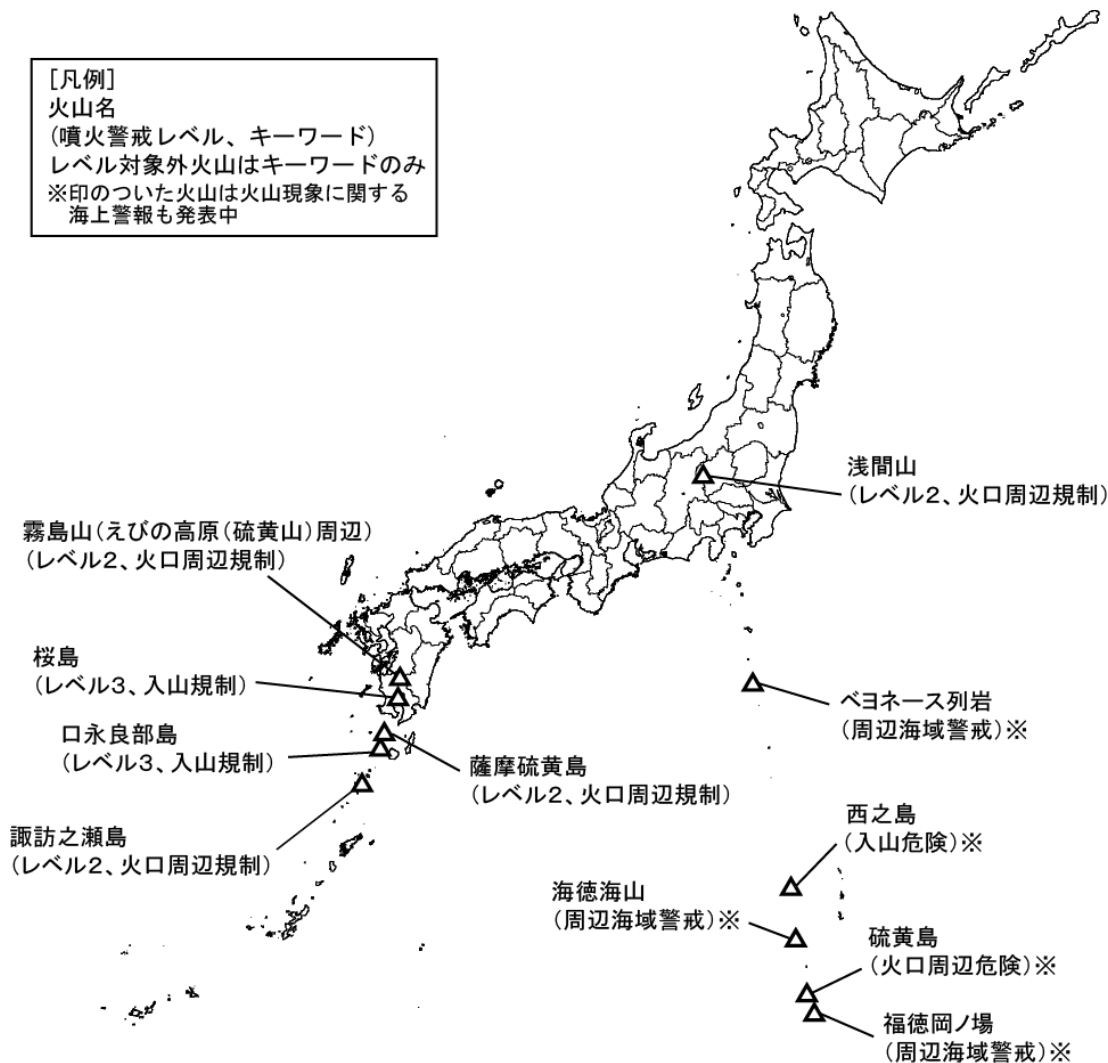 [凡例]
火山名
(噴火警戒レベル、キーワード)
レベル対象外火山はキーワードのみ
※印のついた火山は火山現象に関する
海上警報も発表中
浅間山
(レベル２、火口周辺規制)
霧島山(えびの高原(硫黄山)周辺)
(レベル２、火口周辺規制)
桜島
(レベル３、入山規制)
口永良部島
(レベル３、入山規制)
薩摩硫黄島
(レベル２、火口周辺規制)
諏訪之瀬島
(レベル２、火口周辺規制)
ベヨネース列岩
(周辺海域警戒)※
西之島
(入山危険)※
海徳海山
(周辺海域警戒)※
硫黄島
(火口周辺危険)※
福徳岡ノ場
(周辺海域警戒)※